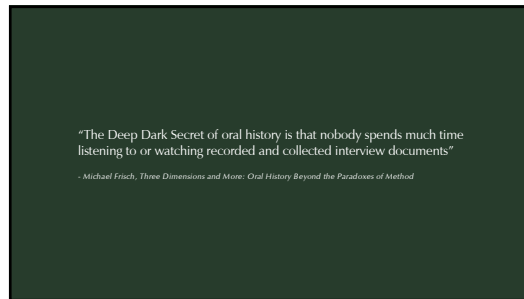 “The Deep Dark Secret of oral history is that nobody spends much time
listening to or watching recorded and collected interview documents”
- Michael Frisch, Three Dimensions and More: Oral History Beyond the Paradoxes of Method